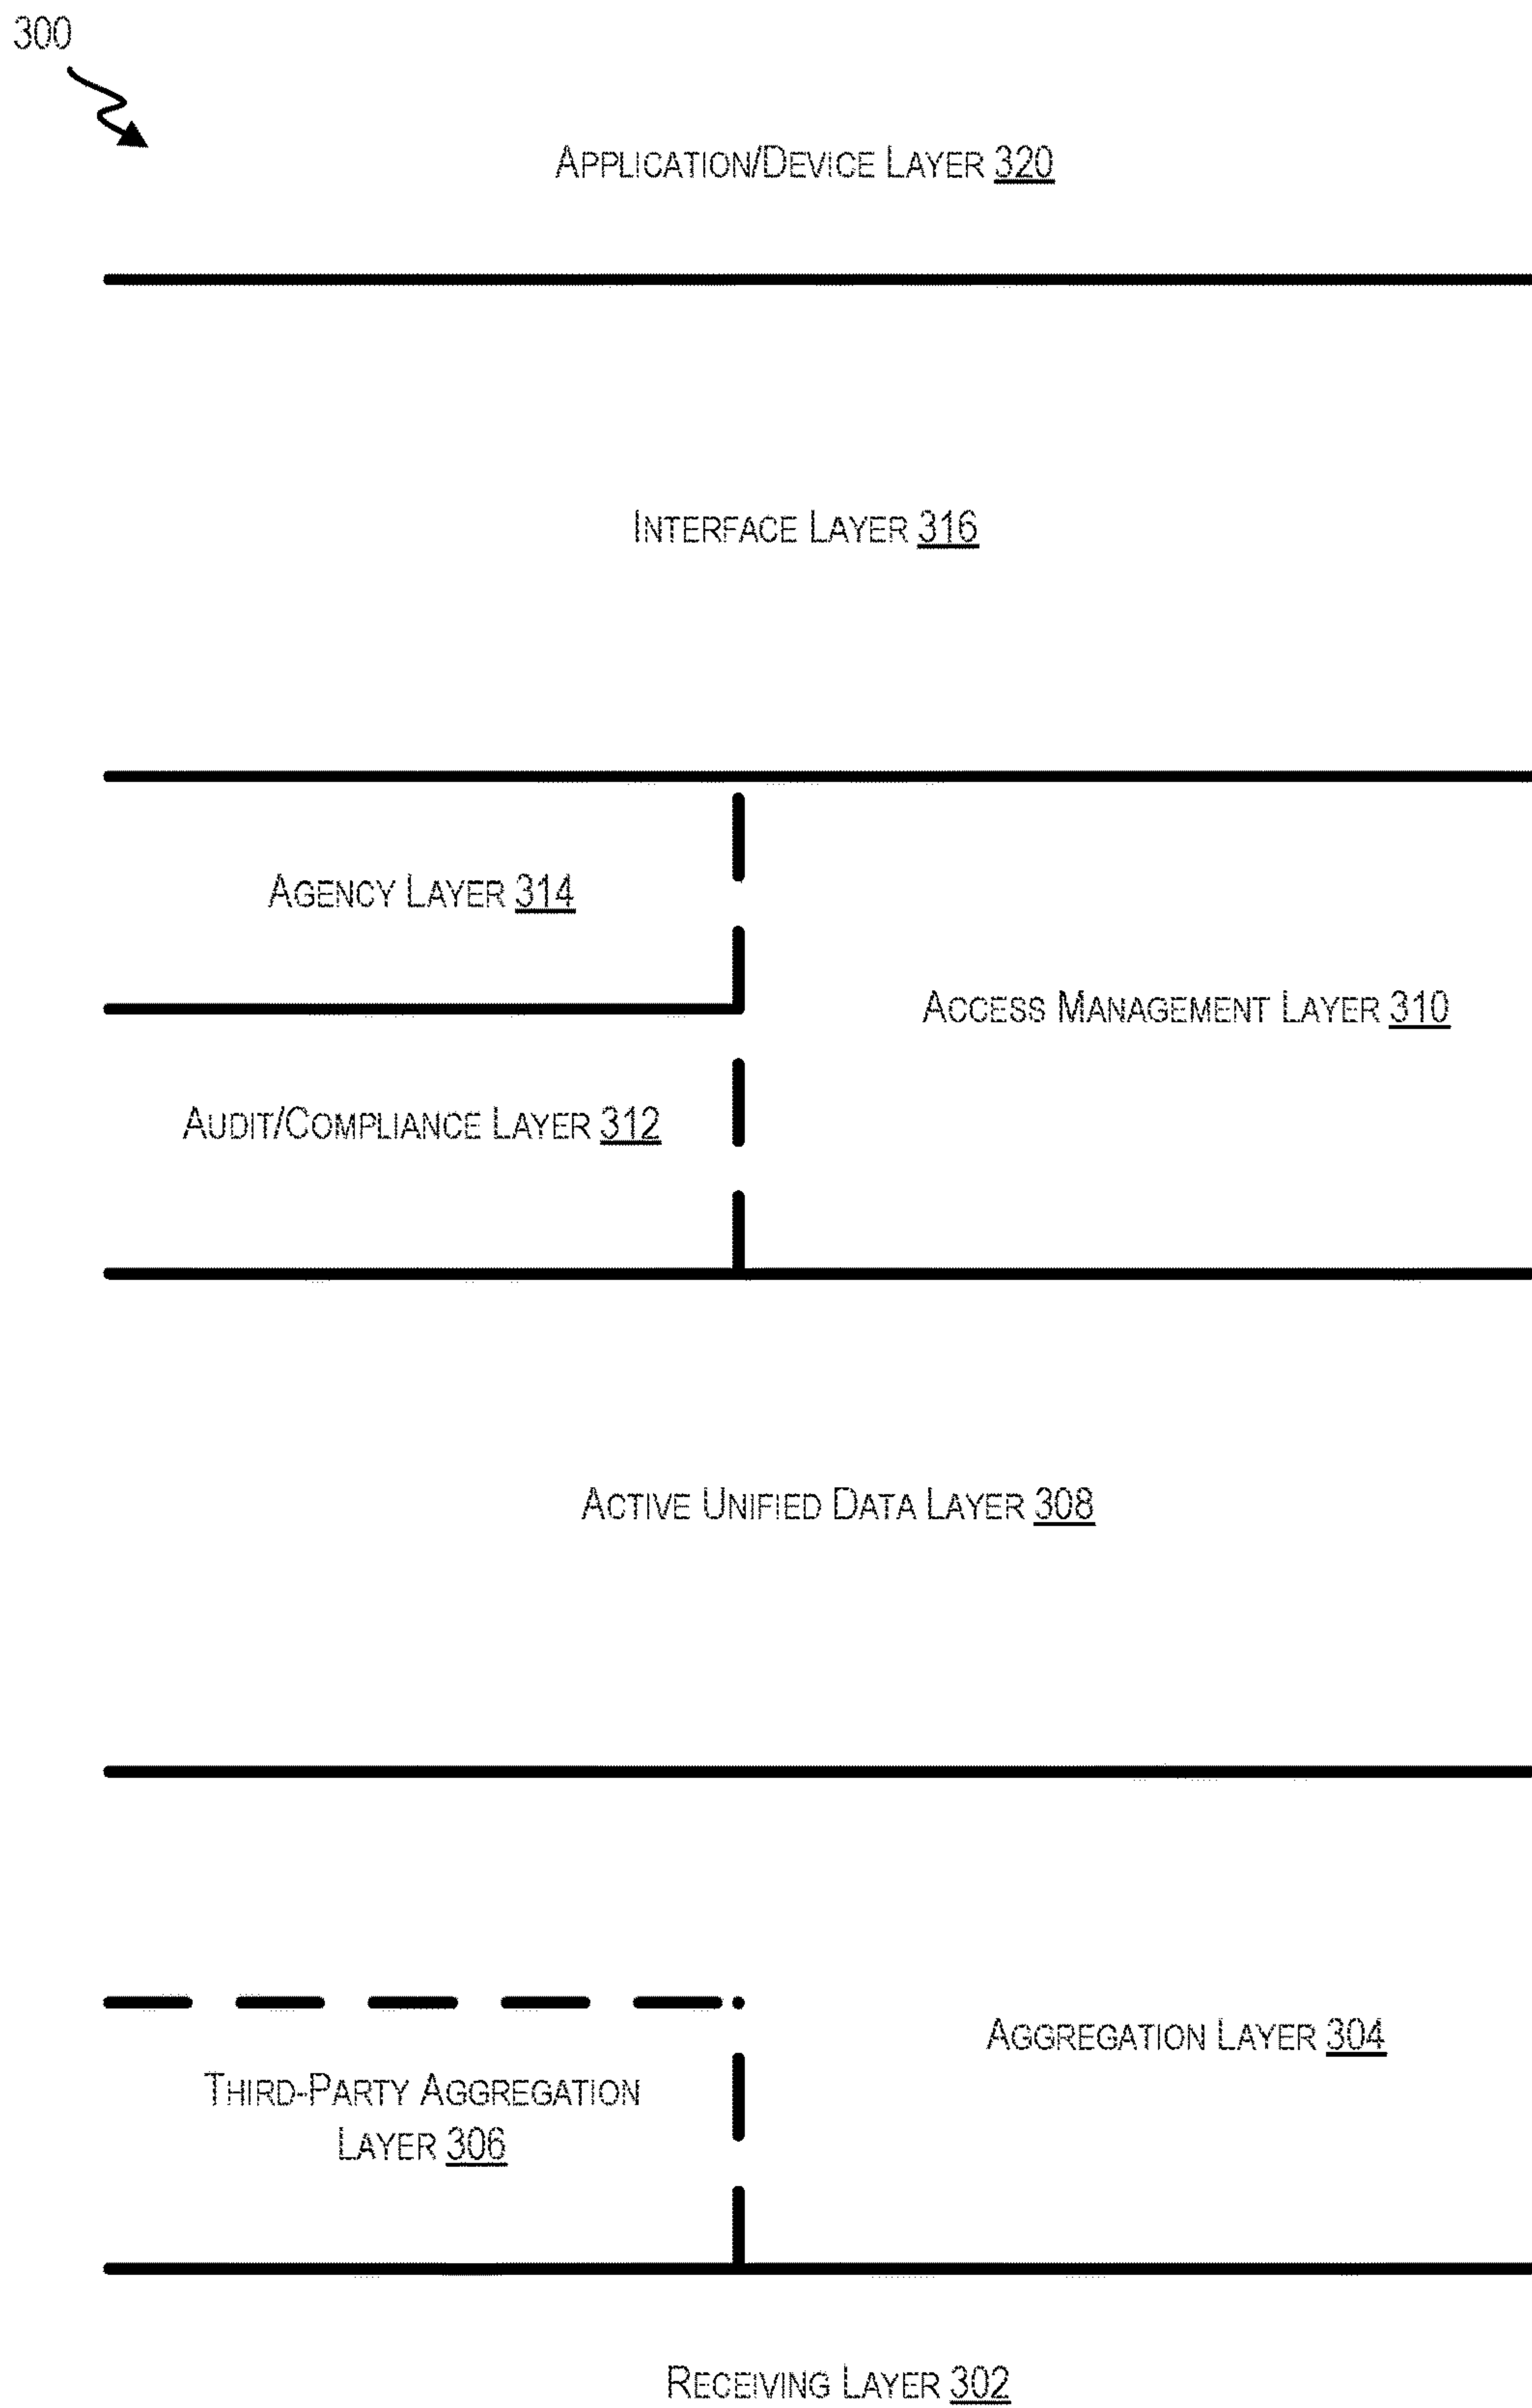 300
APPLICATION/DEVICE LAYER 320
INTERFACE LAYER 316
AGENCY LAYER 314
ACCESS MANAGEMENT LAYER 310
AUDIT/COMPLIANCE LAYER 312
ACTIVE UNIFIED DATA LAYER 308
AGGREGATION LAYER 304
THIRD-PARTY AGGREGATION
LAYER 306
RECEIVING LAYER 302